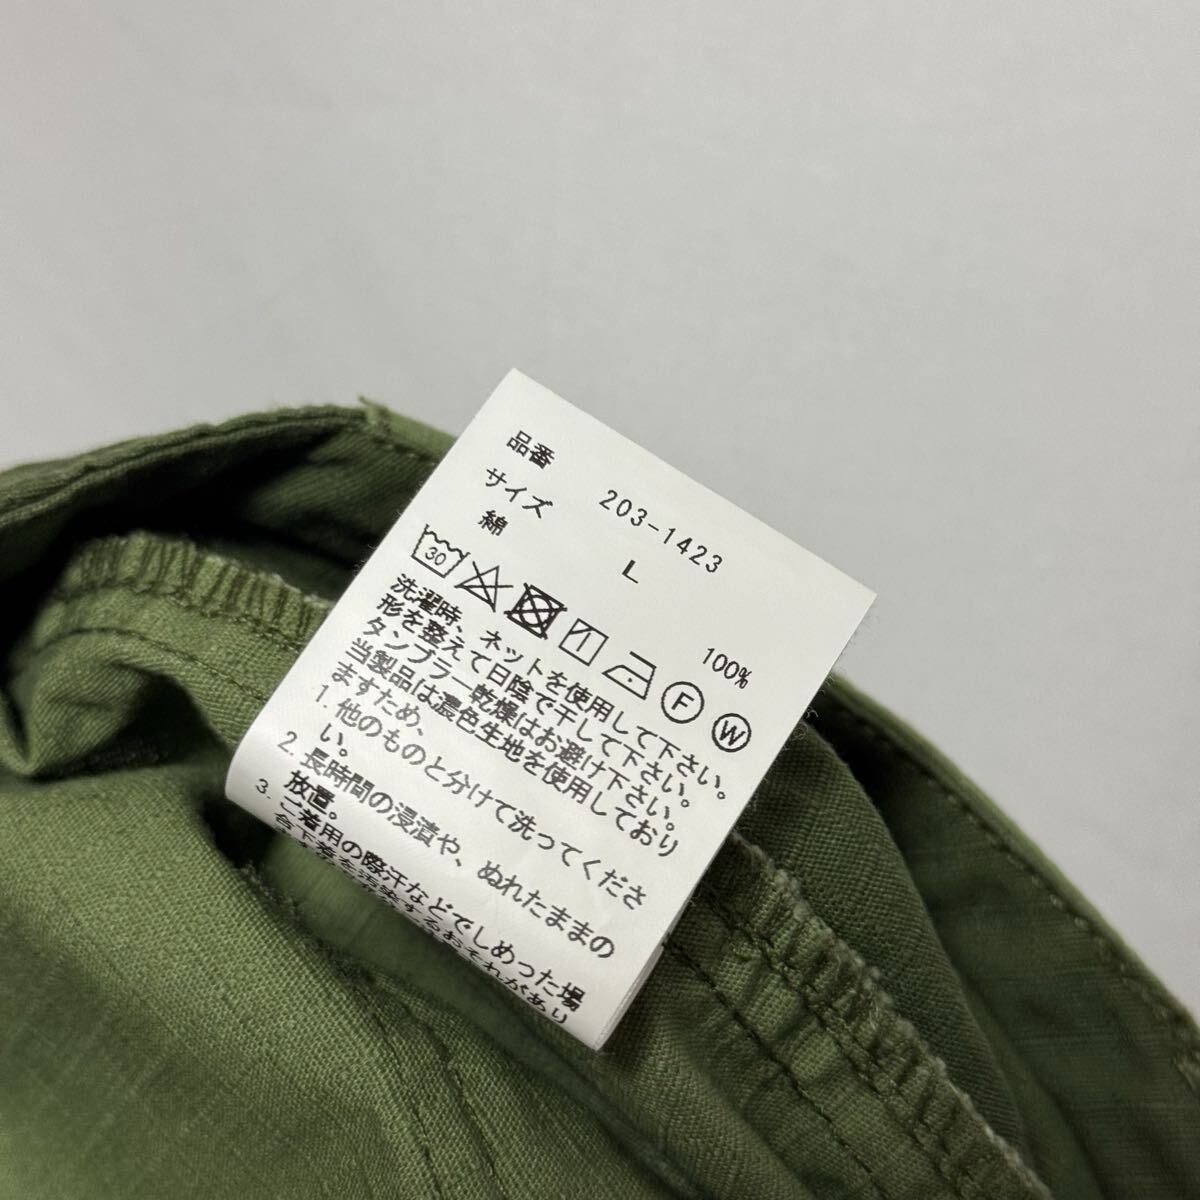 品番 203-1423
サイズ L
綿 100%
30 F W
洗濯時、ネットを使用して下さい。
形を整えて日陰で干して下さい。
タンブラー乾燥はお避け下さい。
当製品は濃色生地を使用しており
ますため、
1. 他のものと分けて洗ってくださ
い。
2. 長時間の浸漬や、ぬれたままの
放置。
3. ご着用の際汗などでしめった場